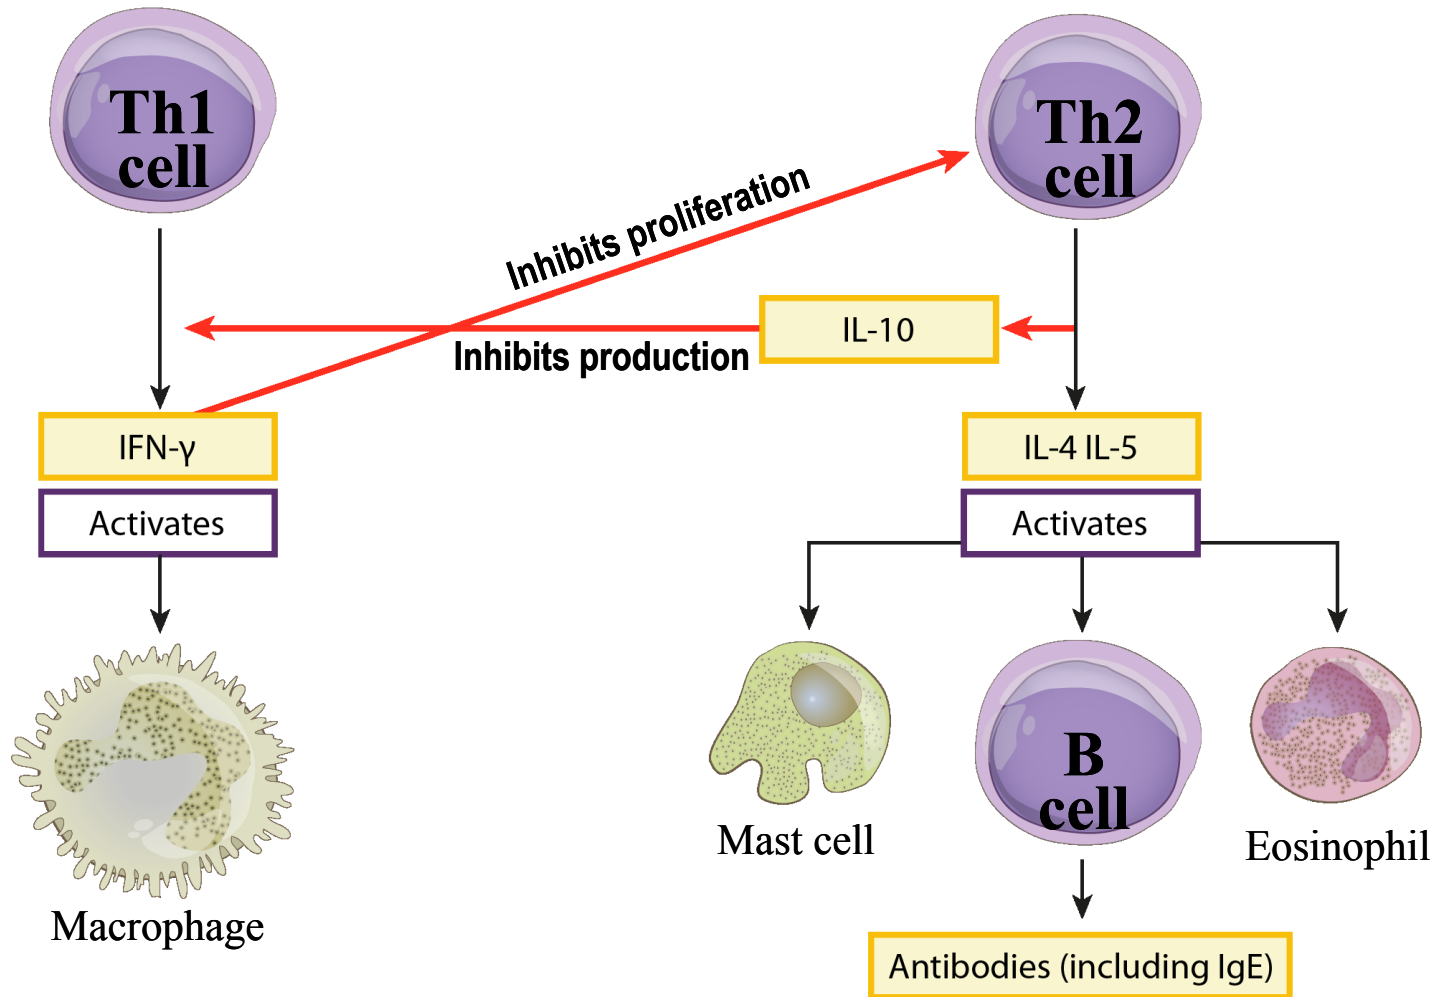 Th1
cell
Th2
cell
Inhibits proliferation
IL-10
Inhibits production
IFN-γ
IL-4 IL-5
Activates
Activates
B
cell
Mast cell
Eosinophil
Macrophage
Antibodies (including IgE)